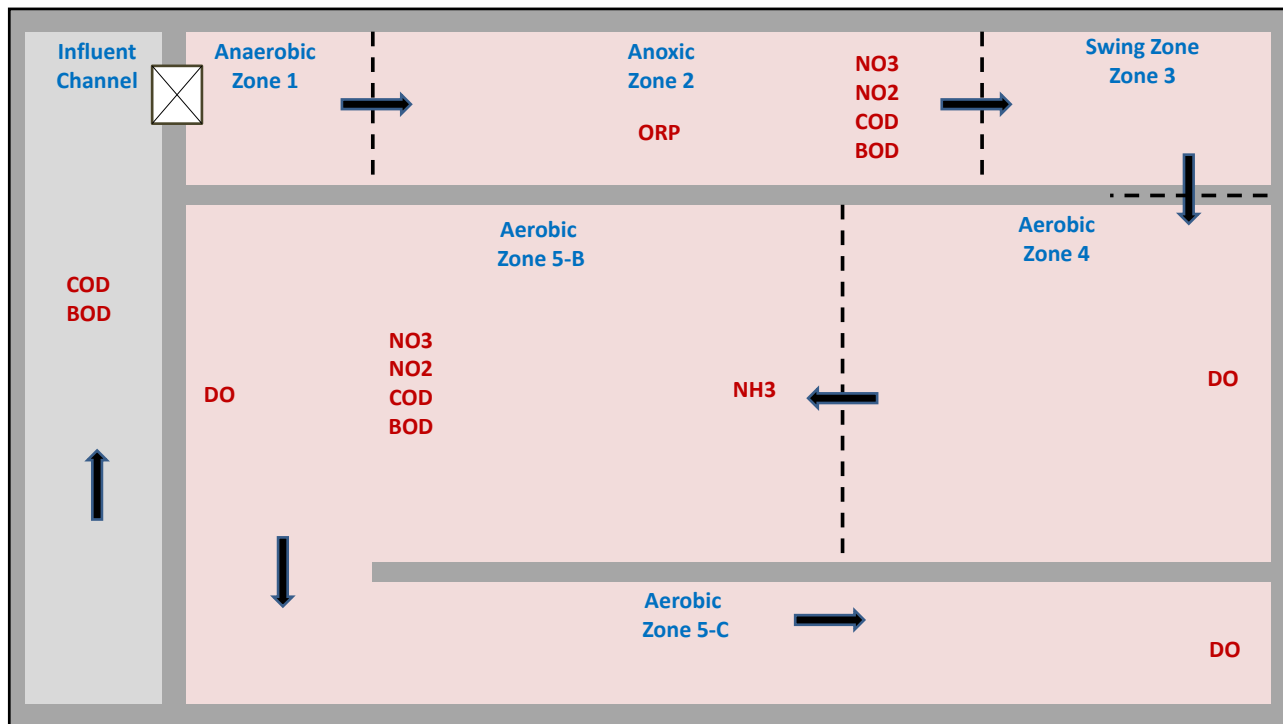 Influent
Channel
Anaerobic
Zone 1
Anoxic
Zone 2
ORP
NO3
NO2
COD
BOD
Swing Zone
Zone 3
COD
BOD
Aerobic
Zone 5-B
Aerobic
Zone 4
DO
NO3
NO2
COD
BOD
NH3
DO
Aerobic
Zone 5-C
DO